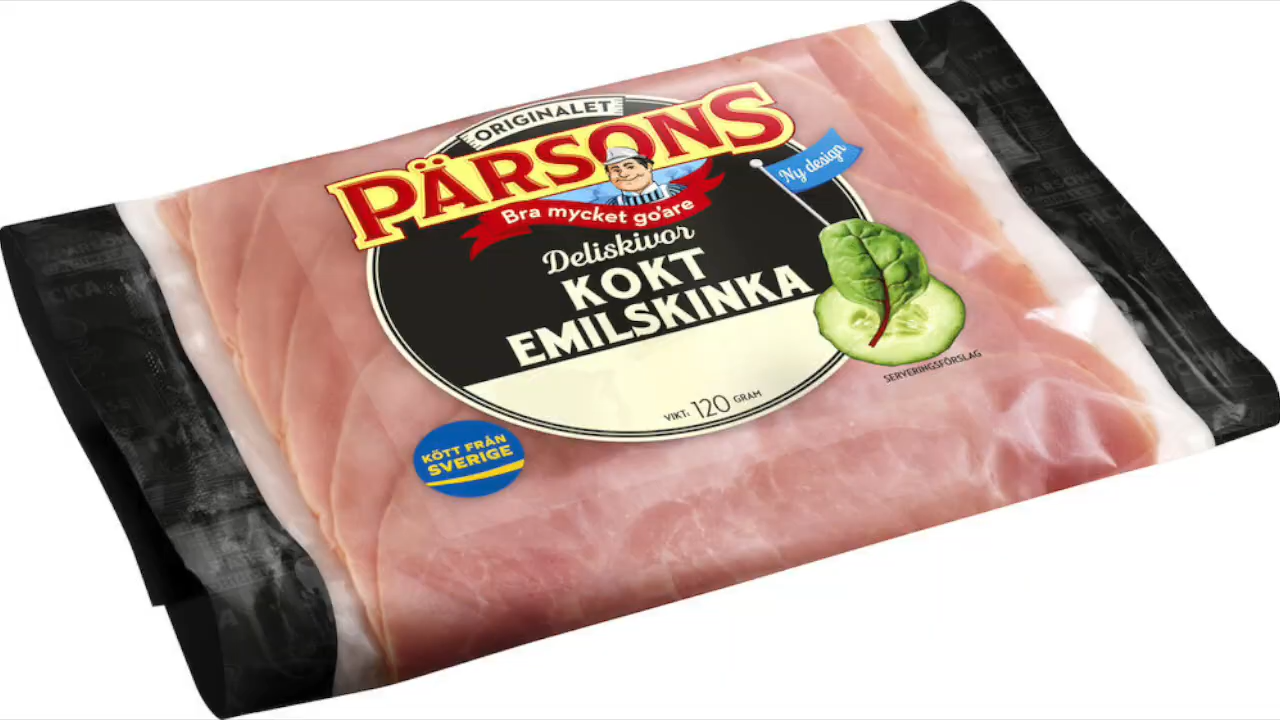 ORIGINALET
PÄRSONS
Bra mycket go'are
Ny design
Deliskivor
KOKT
EMILSKINKA
SERVERINGSFÖRSLAG
VIKT: 120 GRAM
KÖTT FRÅN
SVERIGE